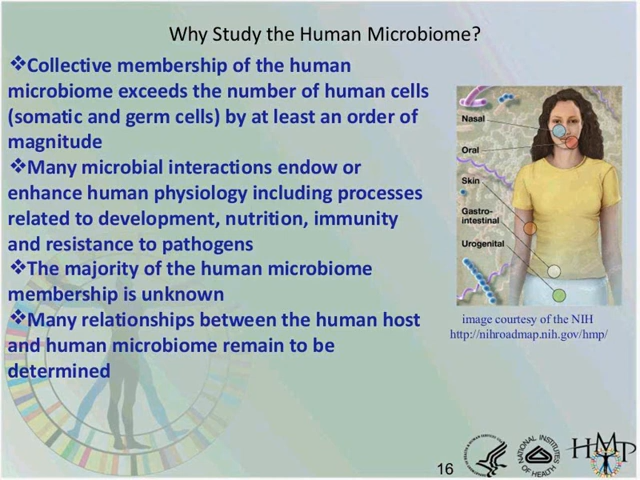 Why Study the Human Microbiome?
❖Collective membership of the human
microbiome exceeds the number of human cells
(somatic and germ cells) by at least an order of
magnitude
❖Many microbial interactions endow or
enhance human physiology including processes
related to development, nutrition, immunity
and resistance to pathogens
❖The majority of the human microbiome
membership is unknown
❖Many relationships between the human host
and human microbiome remain to be
determined
Nasal
Oral
Skin
Gastro-
intestinal
Urogenital
image courtesy of the NIH
http://nihroadmap.nih.gov/hmp/
16
NATIONAL INSTITUTES
OF HEALTH
HMP